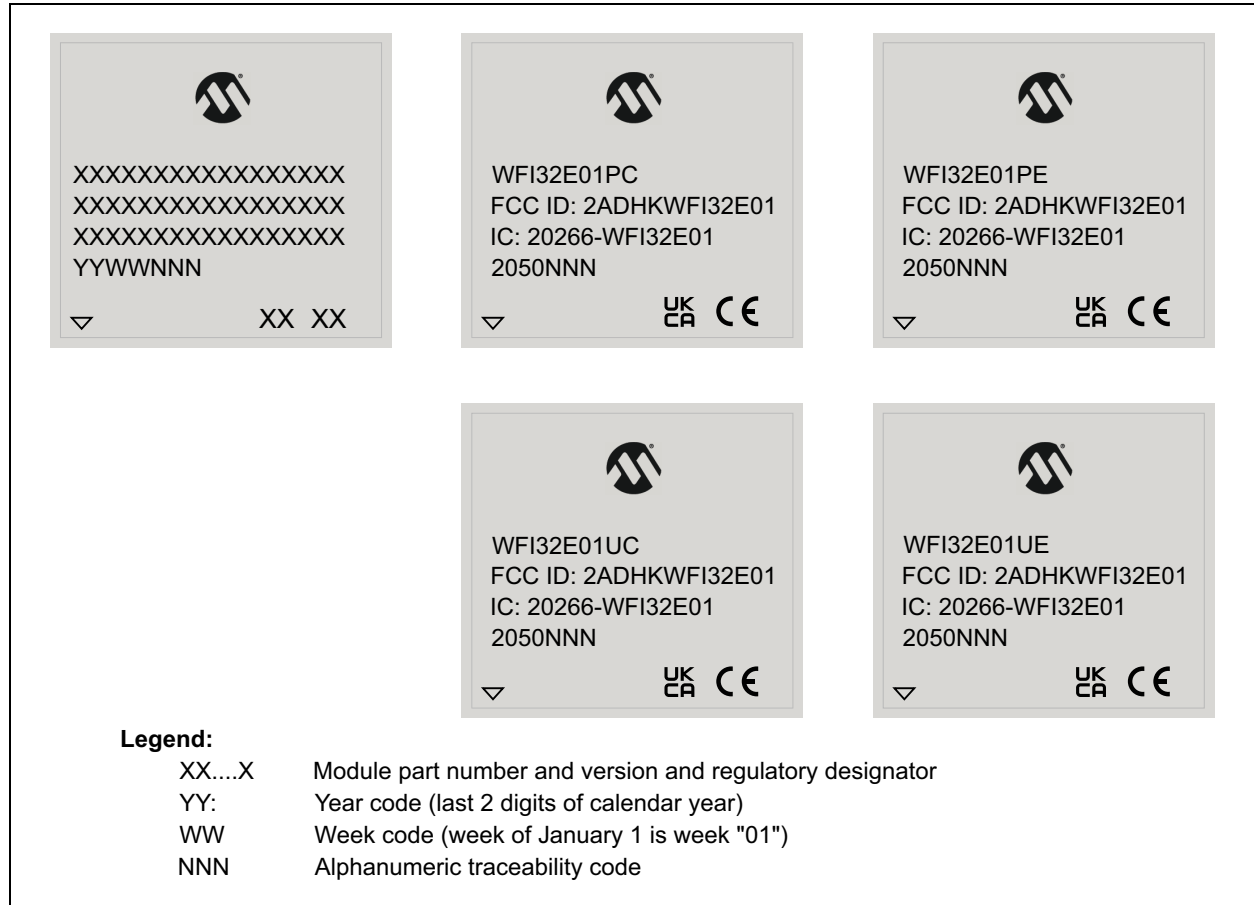 XXXXXXXXXXXXXXXXX
XXXXXXXXXXXXXXXXX
XXXXXXXXXXXXXXXXX
YYWWNNN
XX XX
WFI32E01PC
FCC ID: 2ADHKWFI32E01
IC: 20266-WFI32E01
2050NNN
UK
CA CE
WFI32E01PE
FCC ID: 2ADHKWFI32E01
IC: 20266-WFI32E01
2050NNN
UK
CA CE
WFI32E01UC
FCC ID: 2ADHKWFI32E01
IC: 20266-WFI32E01
2050NNN
UK
CA CE
WFI32E01UE
FCC ID: 2ADHKWFI32E01
IC: 20266-WFI32E01
2050NNN
UK
CA CE
Legend:
XX....X Module part number and version and regulatory designator
YY: Year code (last 2 digits of calendar year)
WW Week code (week of January 1 is week "01")
NNN Alphanumeric traceability code